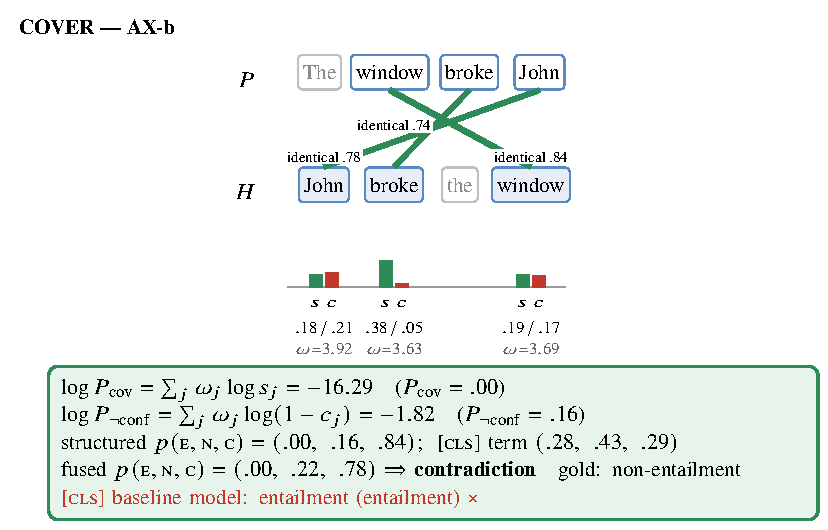 COVER — AX-b
P The window broke John
identical .74
identical .78 identical .84
H John broke the window
s c s c s c
.18 / .21 .38 / .05 .19 / .17
ω=3.92 ω=3.63 ω=3.69
log P_cov = ∑_j ω_j log s_j = −16.29 (P_cov = .00)
log P_¬conf = ∑_j ω_j log(1 − c_j) = −1.82 (P_¬conf = .16)
structured p(E, N, C) = (.00, .16, .84); [CLS] term (.28, .43, .29)
fused p(E, N, C) = (.00, .22, .78) ⇒ contradiction gold: non-entailment
[CLS] baseline model: entailment (entailment) ×